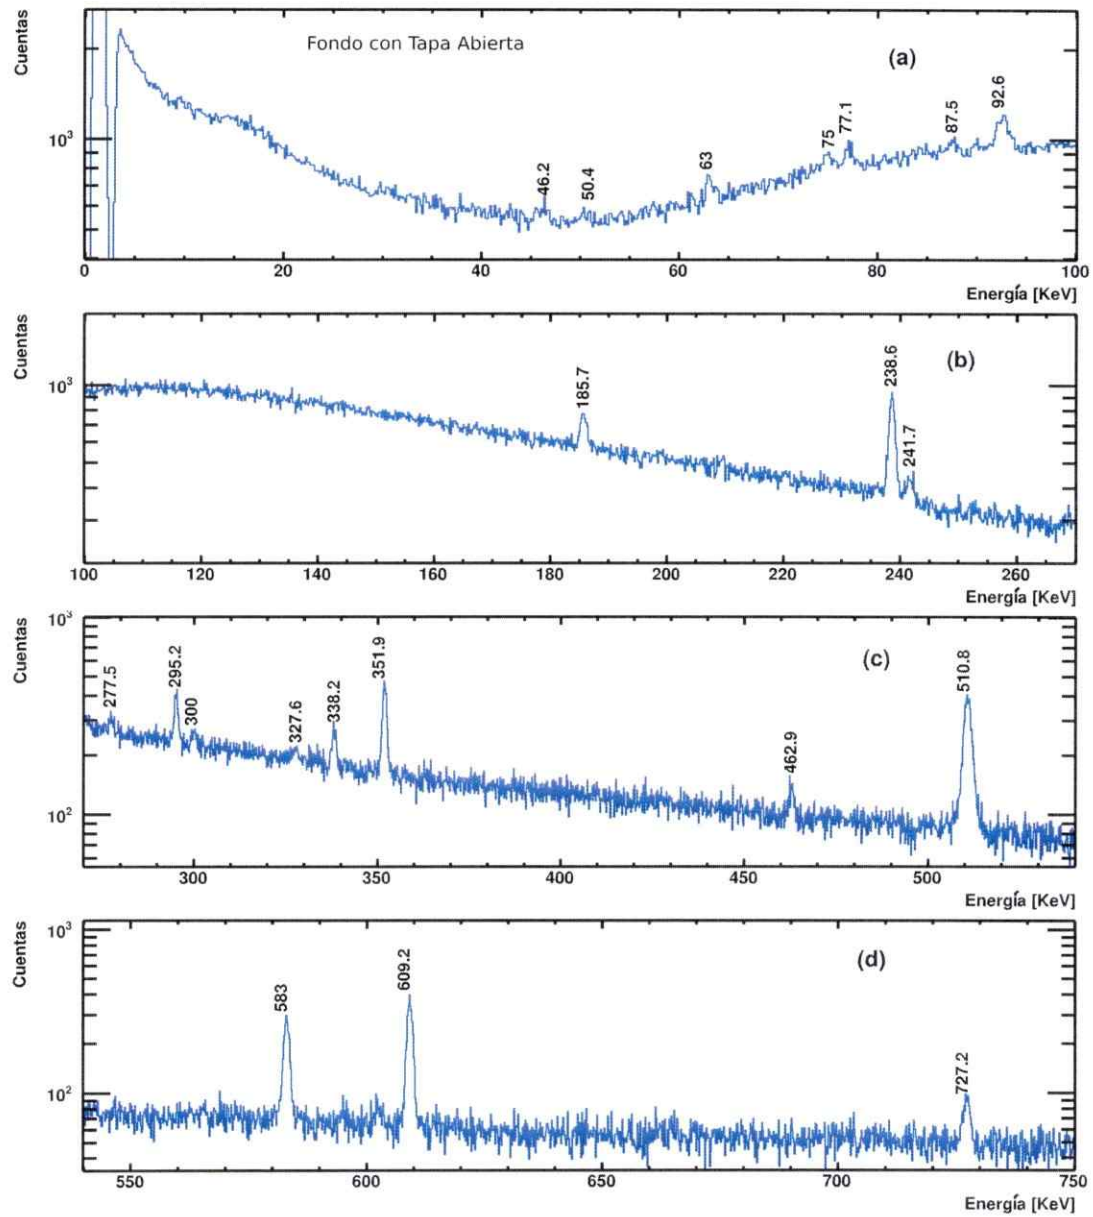 Cuentas
Fondo con Tapa Abierta
(a)
10³
46.2
50.4
63
75
77.1
87.5
92.6
0 20 40 60 80 100
Energía [KeV]
Cuentas
(b)
10³
185.7
238.6
241.7
100 120 140 160 180 200 220 240 260
Energía [KeV]
Cuentas
10³
(c)
10²
277.5
295.2
300
327.6
338.2
351.9
462.9
510.8
300 350 400 450 500
Energía [KeV]
Cuentas
10³
(d)
10²
583
609.2
727.2
550 600 650 700 750
Energía [KeV]